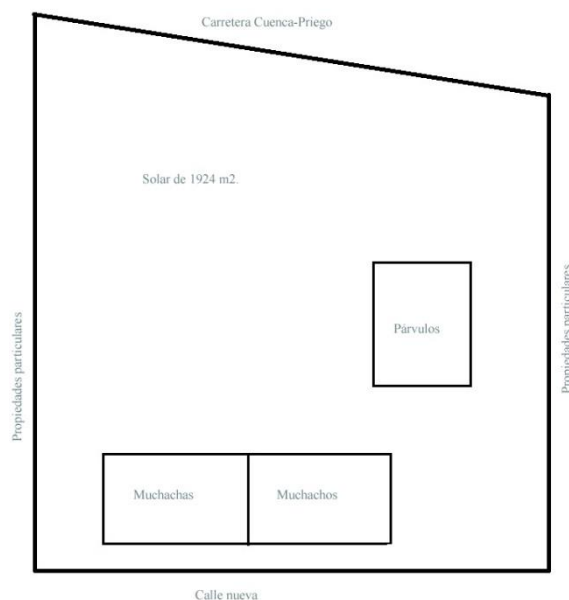 Carretera Cuenca-Priego
Solar de 1924 m2.
Propiedades particulares
Propiedades particulares
Párvulos
Muchachas
Muchachos
Calle nueva